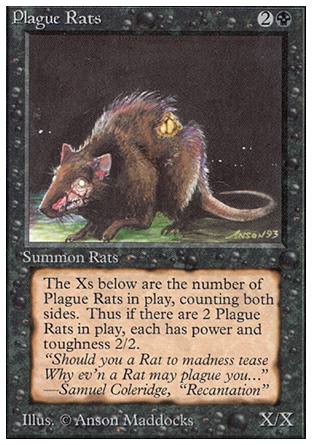 Plague Rats 2
ANSON 93
Summon Rats
The Xs below are the number of
Plague Rats in play, counting both
sides. Thus if there are 2 Plague
Rats in play, each has power and
toughness 2/2.
"Should you a Rat to madness tease
Why ev'n a Rat may plague you..."
—Samuel Coleridge, "Recantation"
Illus. © Anson Maddocks X/X